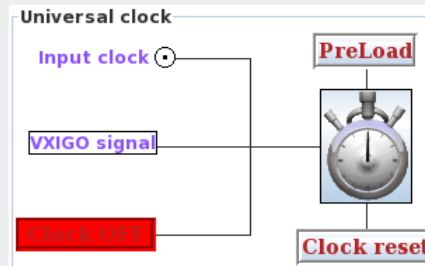 Universal clock
Input clock
PreLoad
VXIGO signal
Clock OFF
Clock reset